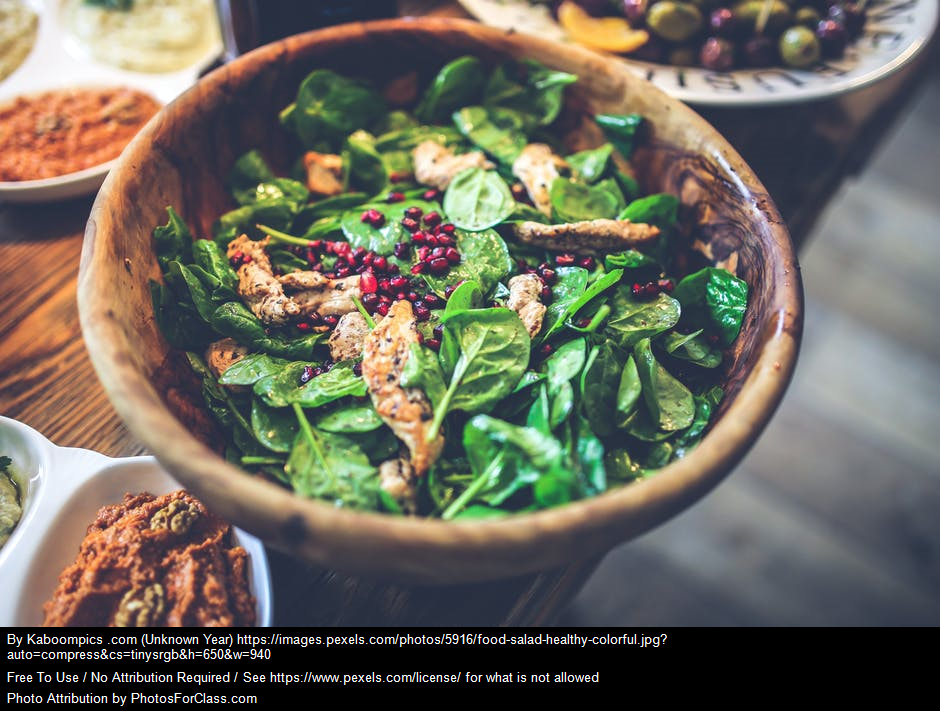 By Kaboompics .com (Unknown Year) https://images.pexels.com/photos/5916/food-salad-healthy-colorful.jpg?
auto=compress&cs=tinysrgb&h=650&w=940
Free To Use / No Attribution Required / See https://www.pexels.com/license/ for what is not allowed
Photo Attribution by PhotosForClass.com